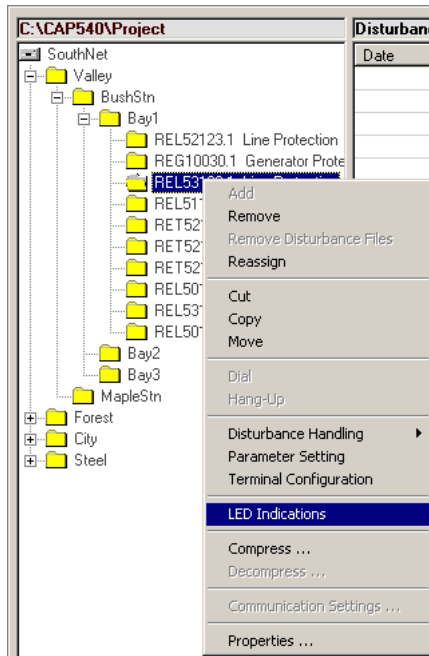 C:\CAP540\Project
Disturban
SouthNet
Date
Valley
BushStn
Bay1
REL52123.1 Line Protection
REG10030.1 Generator Prote
REL53
REL51
RET52
RET52
RET52
REL50
REL53
REL50
Bay2
Bay3
MapleStn
Forest
City
Steel
Add
Remove
Remove Disturbance Files
Reassign
Cut
Copy
Move
Dial
Hang-Up
Disturbance Handling
Parameter Setting
Terminal Configuration
LED Indications
Compress ...
Decompress ...
Communication Settings ...
Properties ...